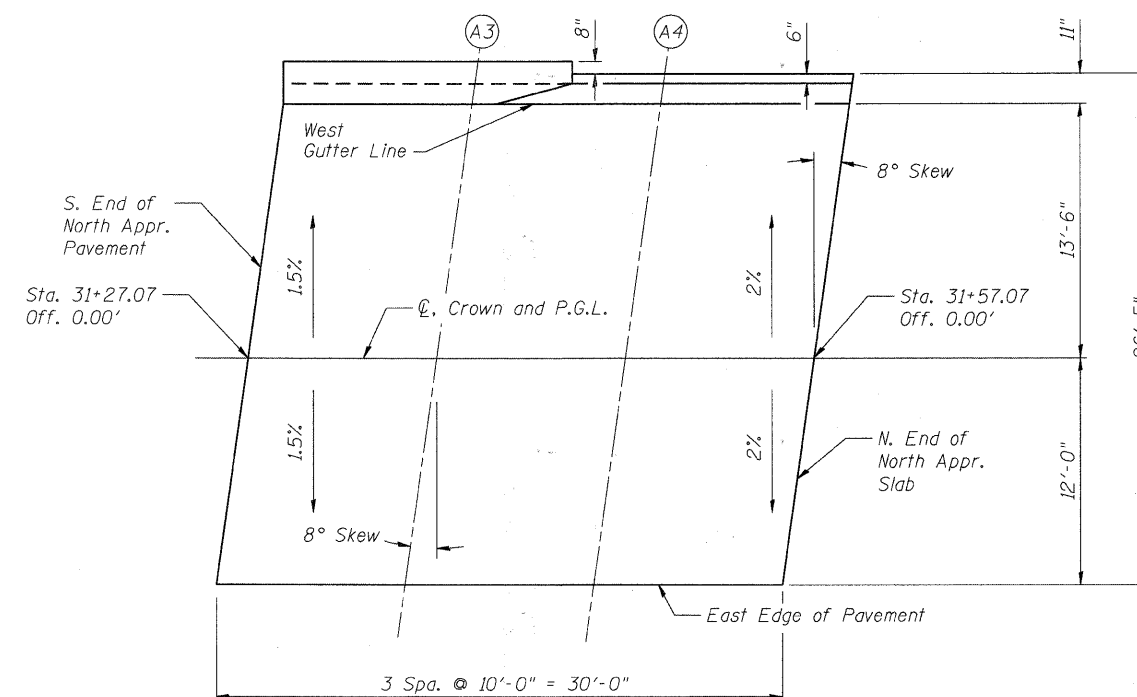 A3
A4
8"
6"
11"
West
Gutter Line
8° Skew
S. End of
North Appr.
Pavement
1.5%
2%
13'-6"
Sta. 31+27.07
Off. 0.00'
℄. Crown and P.G.L.
Sta. 31+57.07
Off. 0.00'
1.5%
2%
N. End of
North Appr.
Slab
12'-0"
8° Skew
East Edge of Pavement
3 Spa. @ 10'-0" = 30'-0"